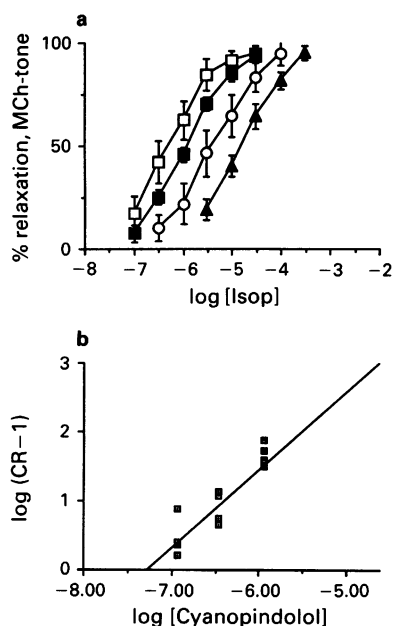 a
% relaxation, MCh-tone
100
50
0
−8 −7 −6 −5 −4 −3 −2
log [Isop]
b
log (CR−1)
3
2
1
0
−8.00 −7.00 −6.00 −5.00
log [Cyanopindolol]